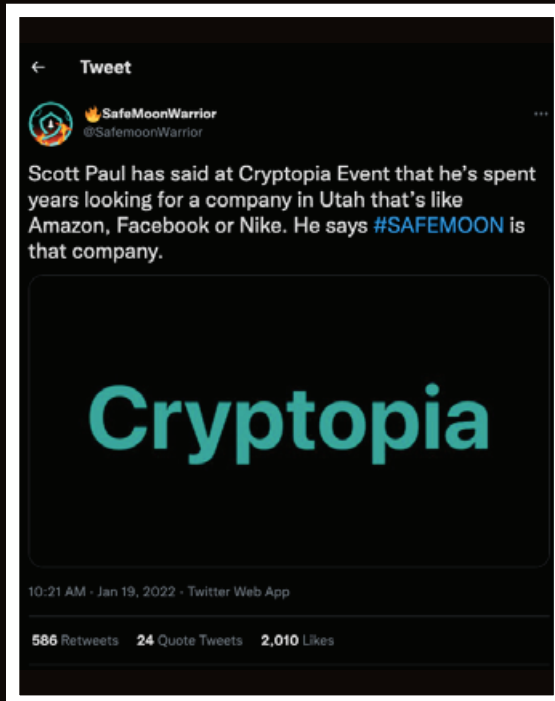 ← Tweet
🔥SafeMoonWarrior
@SafemoonWarrior
Scott Paul has said at Cryptopia Event that he's spent
years looking for a company in Utah that's like
Amazon, Facebook or Nike. He says #SAFEMOON is
that company.
Cryptopia
10:21 AM · Jan 19, 2022 · Twitter Web App
586 Retweets 24 Quote Tweets 2,010 Likes